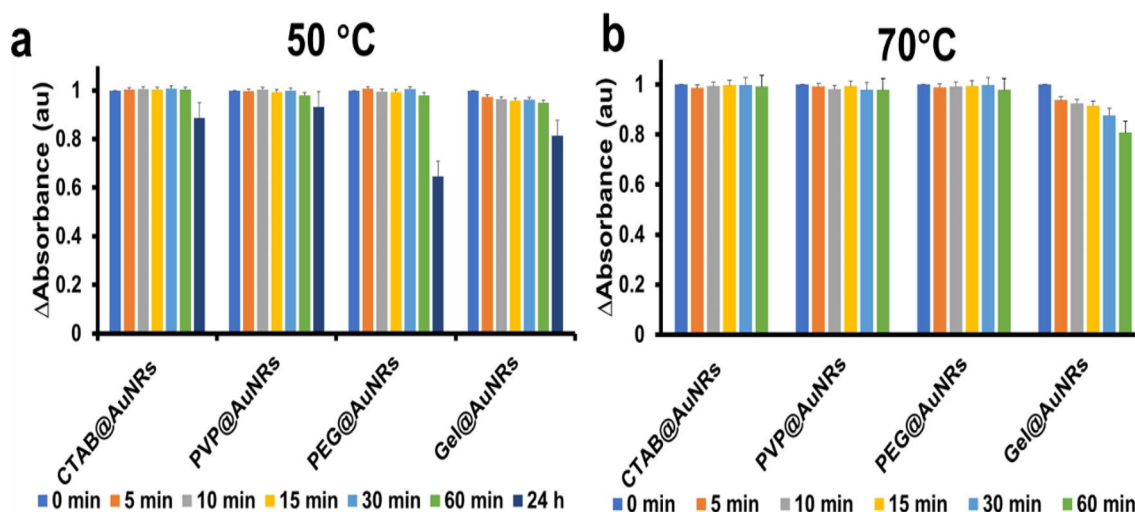 a
50 °C
ΔAbsorbance (au)
1
0.8
0.6
0.4
0.2
0
CTAB@AuNRs
PVP@AuNRs
PEG@AuNRs
Gel@AuNRs
0 min 5 min 10 min 15 min 30 min 60 min 24 h
b
70°C
ΔAbsorbance (au)
1
0.8
0.6
0.4
0.2
0
CTAB@AuNRs
PVP@AuNRs
PEG@AuNRs
Gel@AuNRs
0 min 5 min 10 min 15 min 30 min 60 min